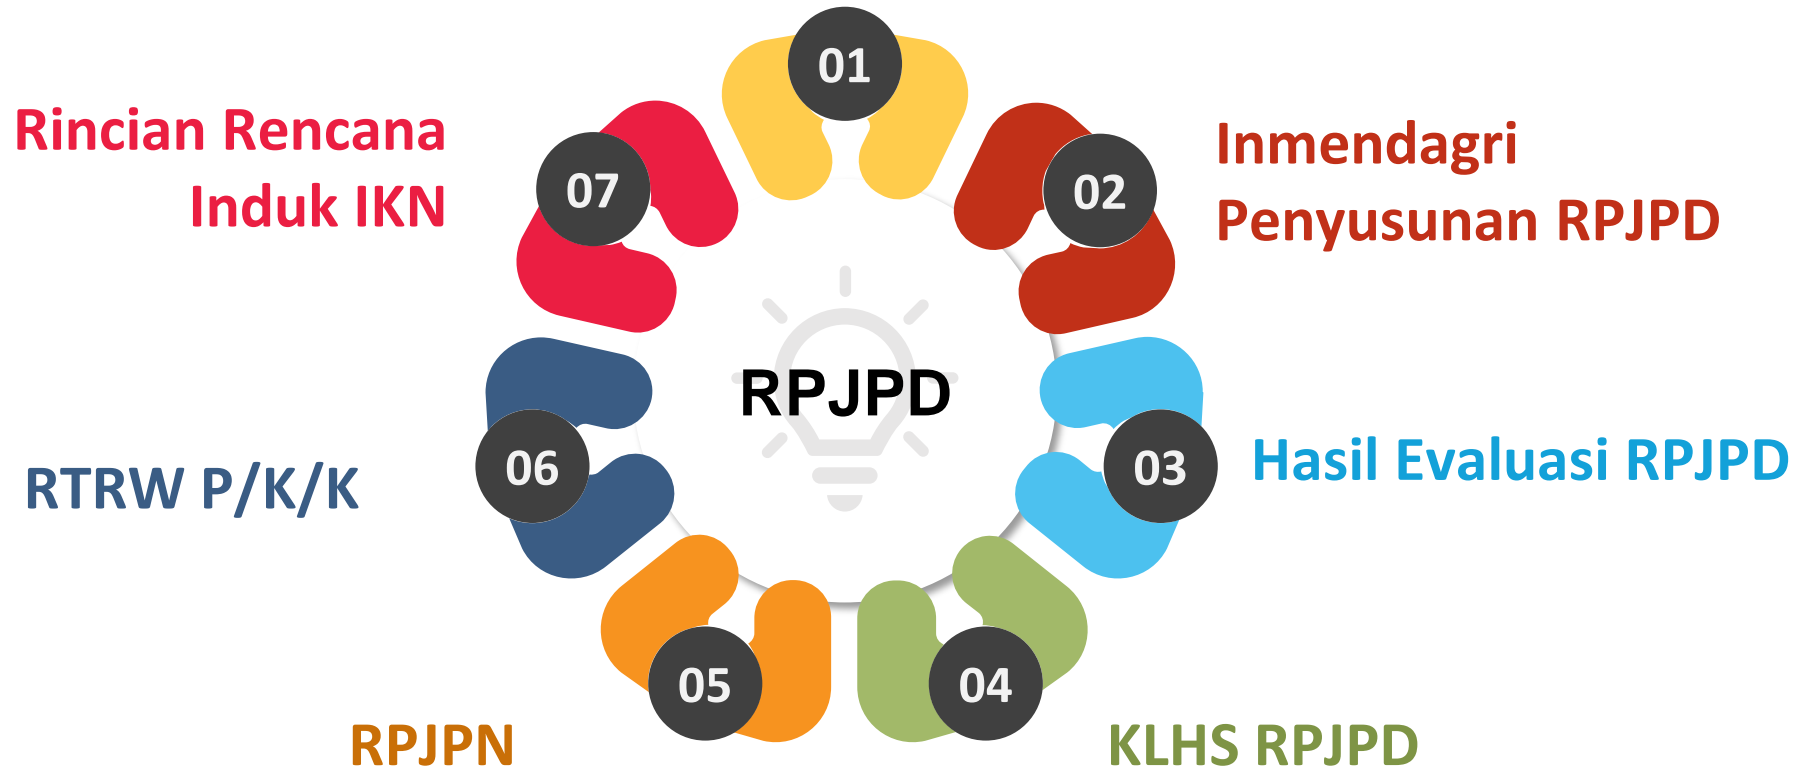 01
02
Inmendagri
Penyusunan RPJPD
03
Hasil Evaluasi RPJPD
04
KLHS RPJPD
05
RPJPN
06
RTRW P/K/K
07
Rincian Rencana
Induk IKN
RPJPD